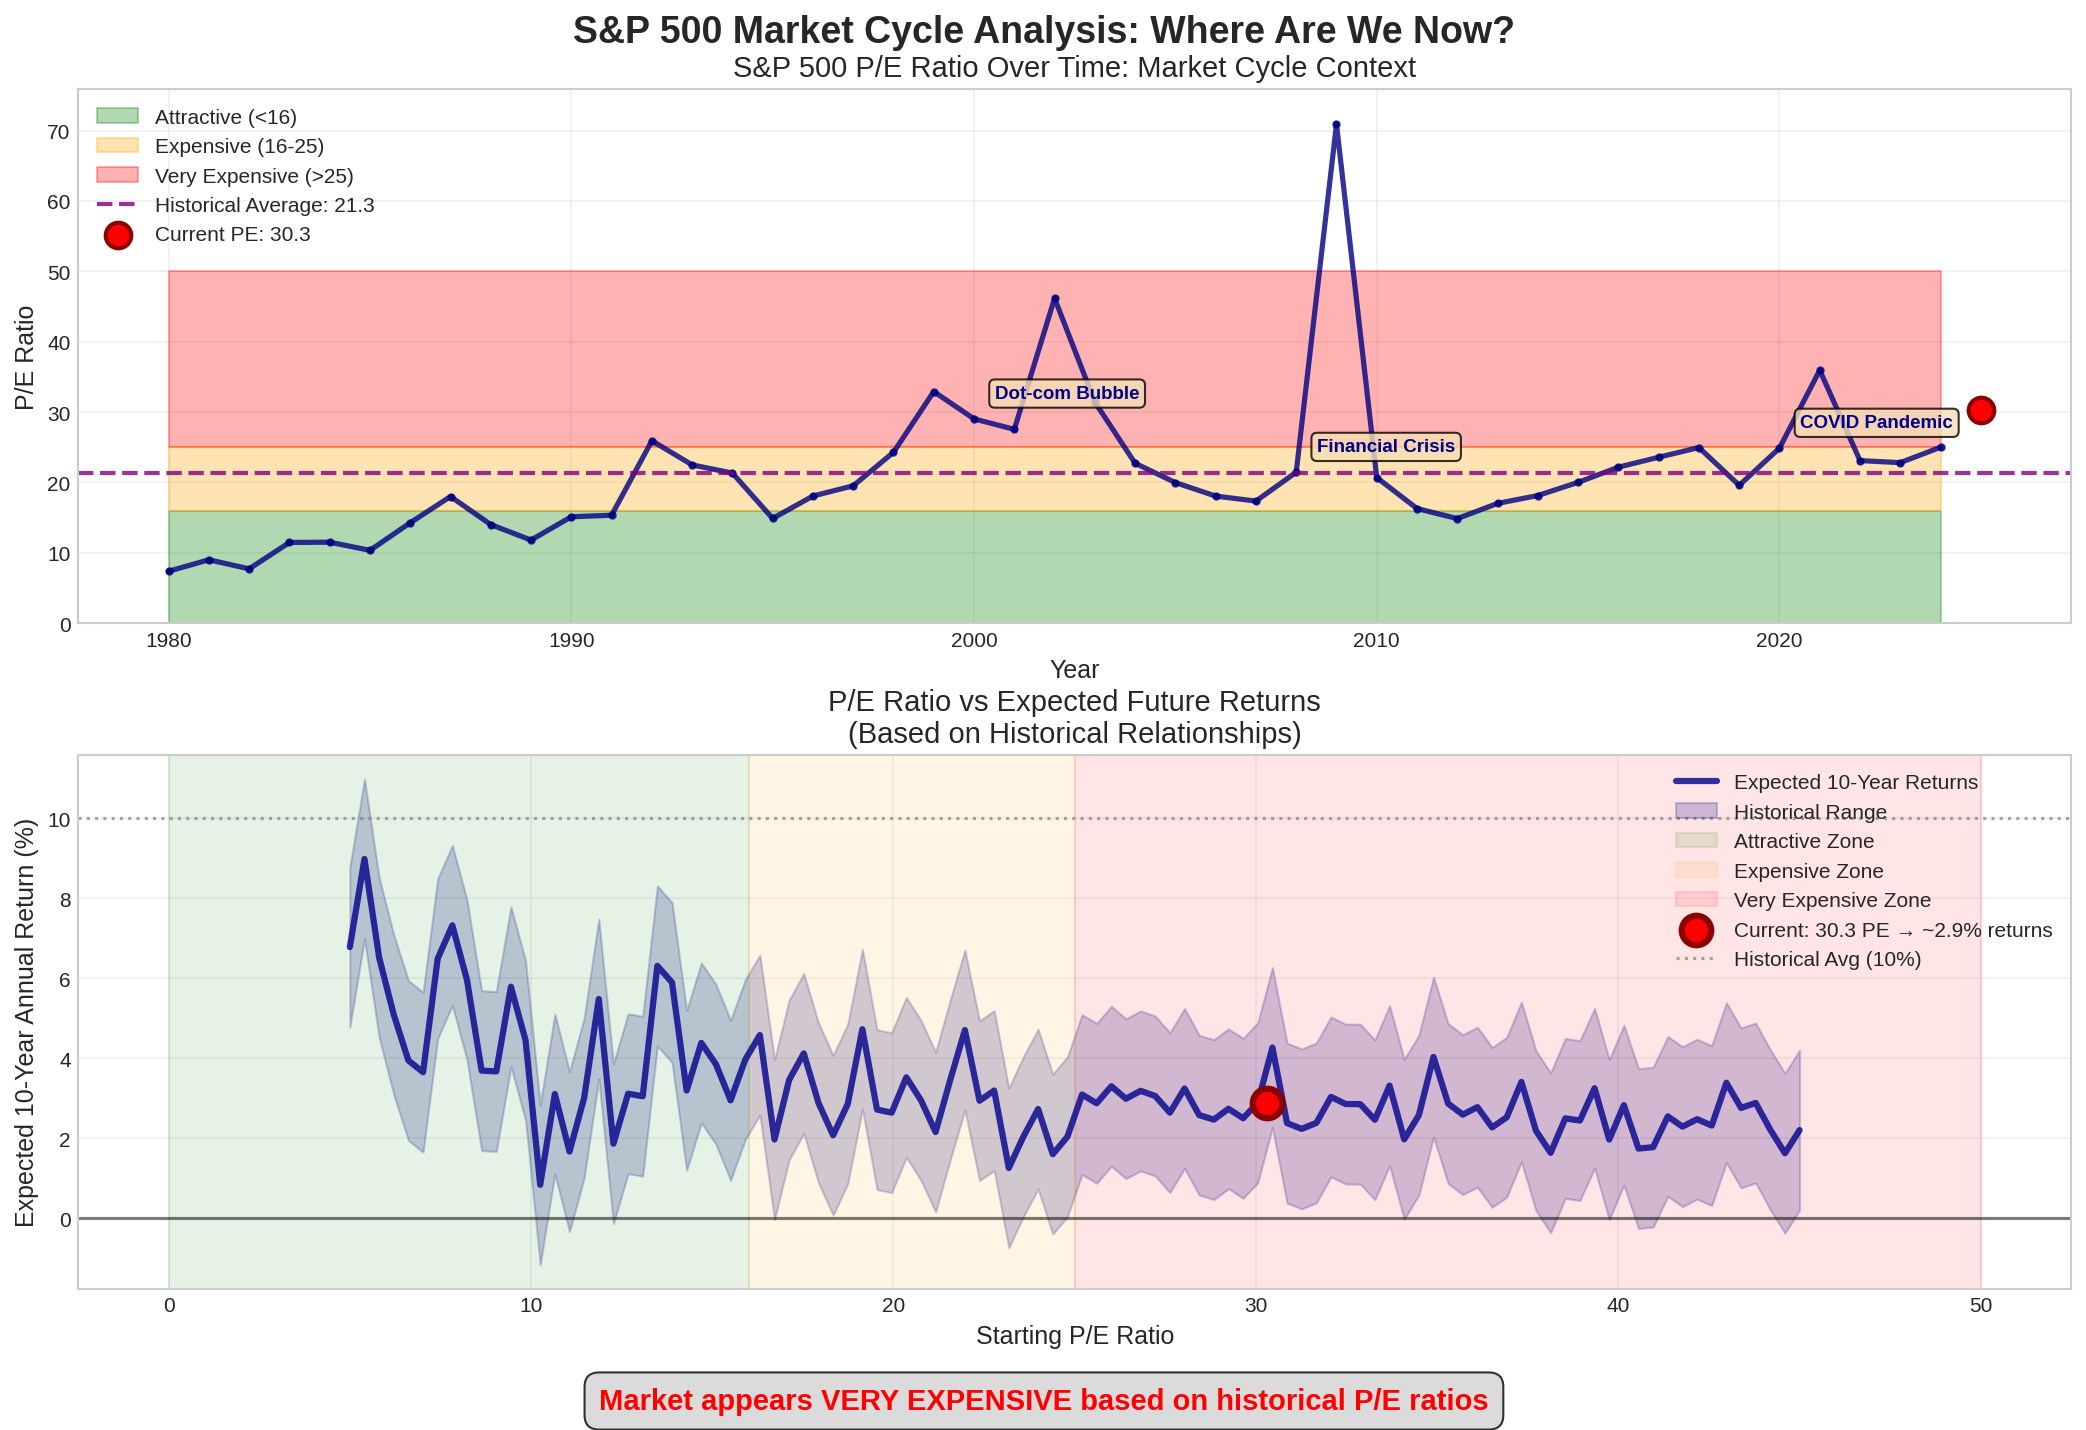 S&P 500 Market Cycle Analysis: Where Are We Now?
S&P 500 P/E Ratio Over Time: Market Cycle Context
Attractive (<16)
Expensive (16-25)
Very Expensive (>25)
Historical Average: 21.3
Current PE: 30.3
P/E Ratio
70
60
50
40
30
20
10
0
Dot-com Bubble
Financial Crisis
COVID Pandemic
1980
1990
2000
2010
2020
Year
P/E Ratio vs Expected Future Returns
(Based on Historical Relationships)
Expected 10-Year Returns
Historical Range
Attractive Zone
Expensive Zone
Very Expensive Zone
Current: 30.3 PE → ~2.9% returns
Historical Avg (10%)
Expected 10-Year Annual Return (%)
10
8
6
4
2
0
0
10
20
30
40
50
Starting P/E Ratio
Market appears VERY EXPENSIVE based on historical P/E ratios